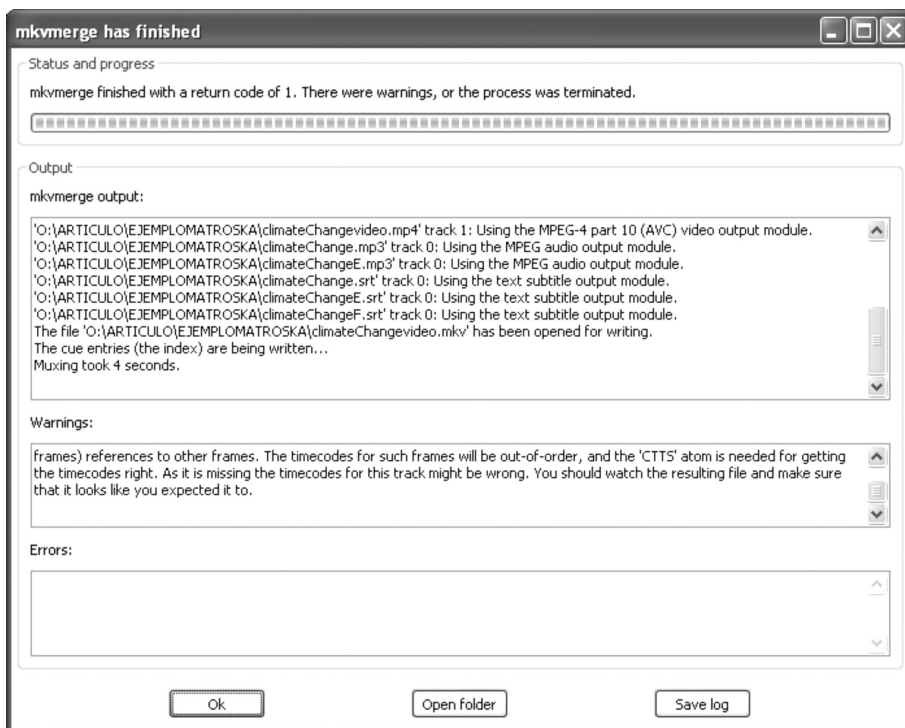 mkvmerge has finished
Status and progress
mkvmerge finished with a return code of 1. There were warnings, or the process was terminated.
Output
mkvmerge output:
'O:\ARTICULO\EJEMPLOMATROSKA\climateChangevideo.mp4' track 1: Using the MPEG-4 part 10 (AVC) video output module.
'O:\ARTICULO\EJEMPLOMATROSKA\climateChange.mp3' track 0: Using the MPEG audio output module.
'O:\ARTICULO\EJEMPLOMATROSKA\climateChangeE.mp3' track 0: Using the MPEG audio output module.
'O:\ARTICULO\EJEMPLOMATROSKA\climateChange.srt' track 0: Using the text subtitle output module.
'O:\ARTICULO\EJEMPLOMATROSKA\climateChangeE.srt' track 0: Using the text subtitle output module.
'O:\ARTICULO\EJEMPLOMATROSKA\climateChangeF.srt' track 0: Using the text subtitle output module.
The file 'O:\ARTICULO\EJEMPLOMATROSKA\climateChangevideo.mkv' has been opened for writing.
The cue entries (the index) are being written...
Muxing took 4 seconds.
Warnings:
frames) references to other frames. The timecodes for such frames will be out-of-order, and the 'CTTS' atom is needed for getting
the timecodes right. As it is missing the timecodes for this track might be wrong. You should watch the resulting file and make sure
that it looks like you expected it to.
Errors:
Ok
Open folder
Save log